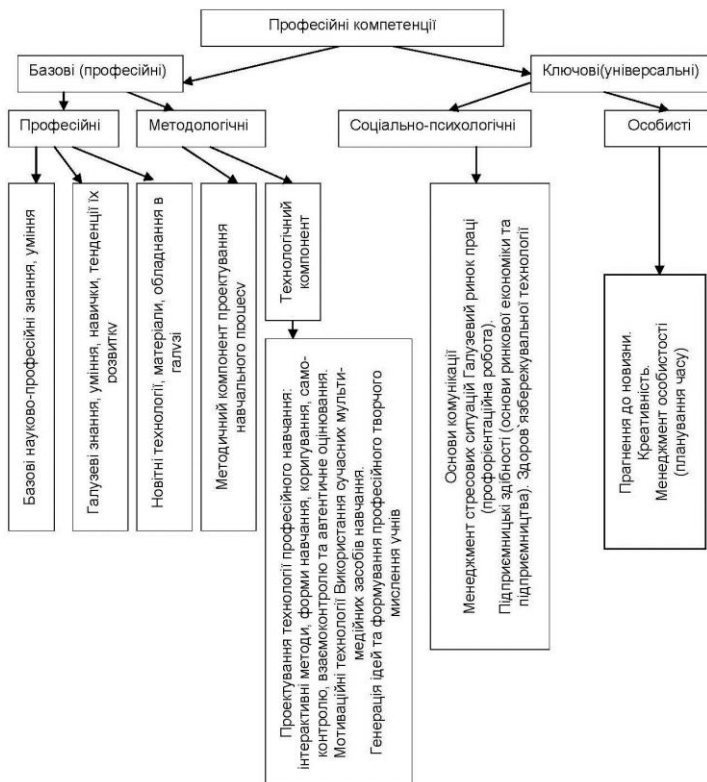 Професійні компетенції
Базові (професійні)
Ключові(універсальні)
Професійні
Методологічні
Соціально-психологічні
Особисті
Базові науково-професійні знання, уміння
Галузеві знання, уміння, навички, тенденції їх
розвитку
Новітні технології, матеріали, обладнання в
галузі
Методичний компонент проектування
навчального процесу
Технологічний
компонент
Проектування технології професійного навчання:
інтерактивні методи, форми навчання, коригування, само-
контролю, взаємоконтролю та автентичне оцінювання.
Мотиваційні технології Використання сучасних мульти-
медійних засобів навчання.
Генерація ідей та формування професійного творчого
мислення учнів
Основи комунікації
Менеджмент стресових ситуацій Галузевий ринок праці
(профорієнтаційна робота).
Підприємницькі здібності (основи ринкової економіки та
підприємництва). Здоров`язбережувальної технології
Прагнення до новизни.
Креативність.
Менеджмент особистості
(планування часу)